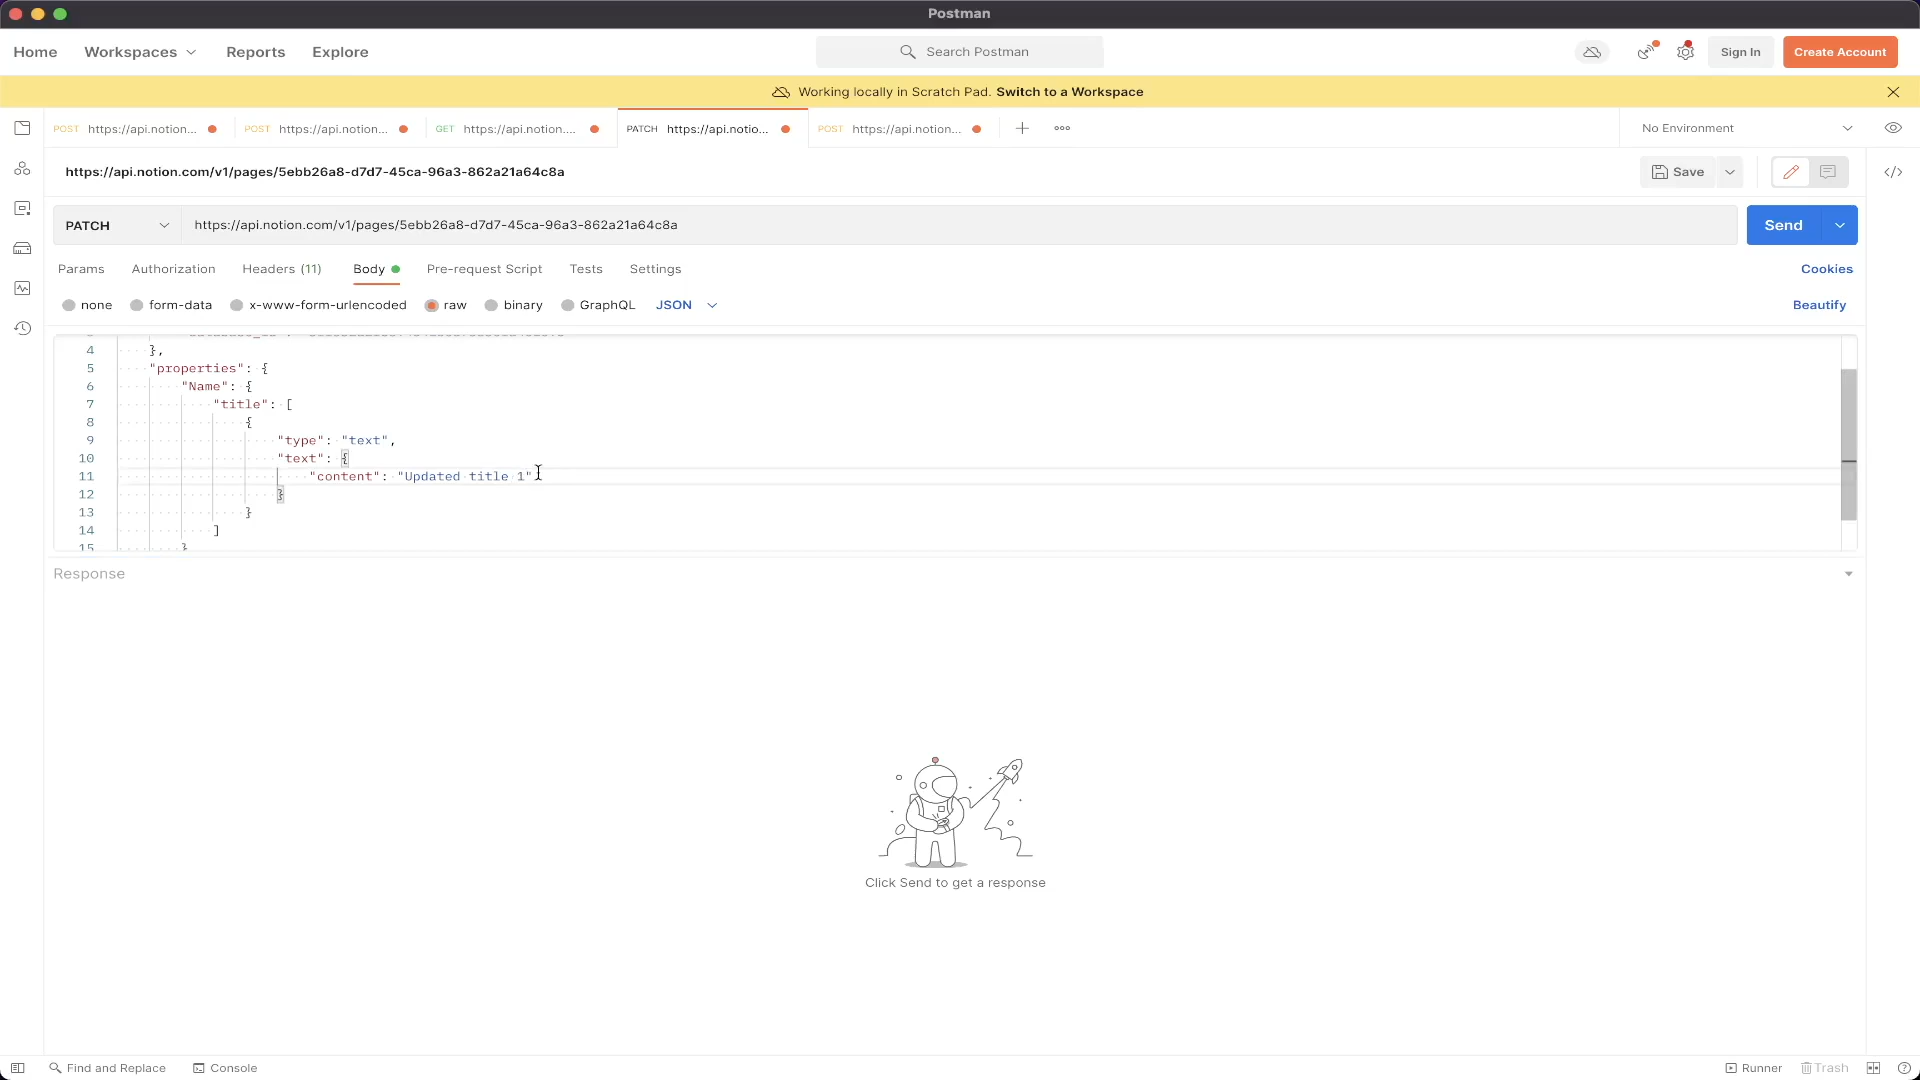 Postman
Home Workspaces Reports Explore
Search Postman
Sign In Create Account
Working locally in Scratch Pad. Switch to a Workspace
POST https://api.notion... POST https://api.notion... GET https://api.notion.... PATCH https://api.notio... POST https://api.notion... No Environment
https://api.notion.com/v1/pages/5ebb26a8-d7d7-45ca-96a3-862a21a64c8a
Save
PATCH https://api.notion.com/v1/pages/5ebb26a8-d7d7-45ca-96a3-862a21a64c8a Send
Params Authorization Headers (11) Body Pre-request Script Tests Settings Cookies
none form-data x-www-form-urlencoded raw binary GraphQL JSON Beautify
4 },
5 "properties": {
6 "Name": {
7 "title": [
8 {
9 "type": "text",
10 "text": {
11 "content": "Updated title 1"
12 }
13 }
14 ]
15 }
Response
Click Send to get a response
Find and Replace Console Runner Trash